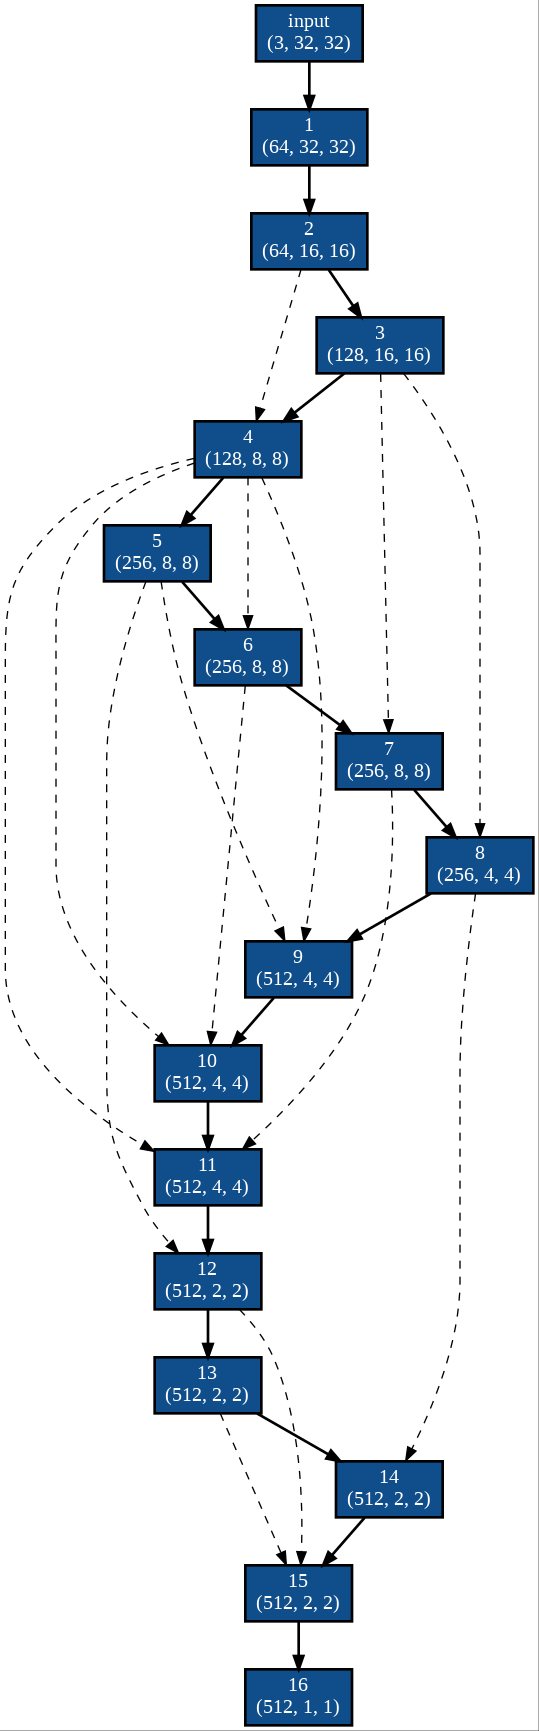 input
(3, 32, 32)
1
(64, 32, 32)
2
(64, 16, 16)
3
(128, 16, 16)
4
(128, 8, 8)
5
(256, 8, 8)
6
(256, 8, 8)
7
(256, 8, 8)
8
(256, 4, 4)
9
(512, 4, 4)
10
(512, 4, 4)
11
(512, 4, 4)
12
(512, 2, 2)
13
(512, 2, 2)
14
(512, 2, 2)
15
(512, 2, 2)
16
(512, 1, 1)